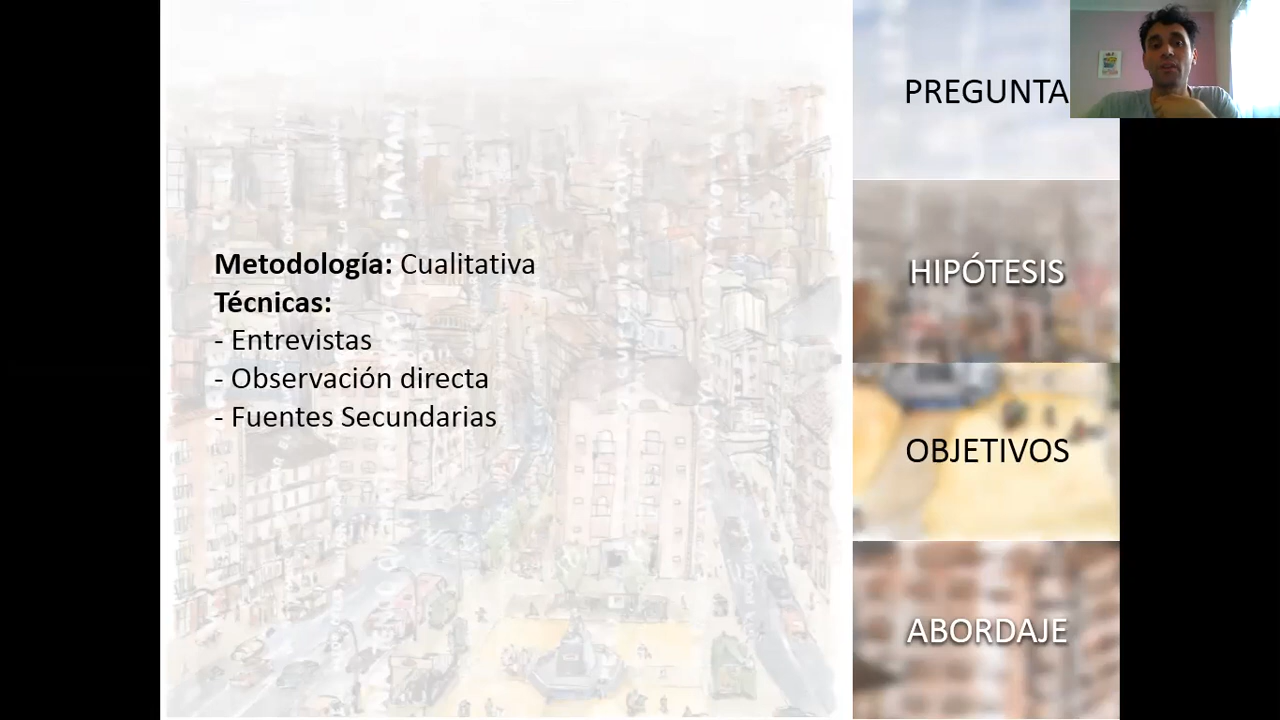 Metodología: Cualitativa
Técnicas:
- Entrevistas
- Observación directa
- Fuentes Secundarias
PREGUNTA
HIPÓTESIS
OBJETIVOS
ABORDAJE